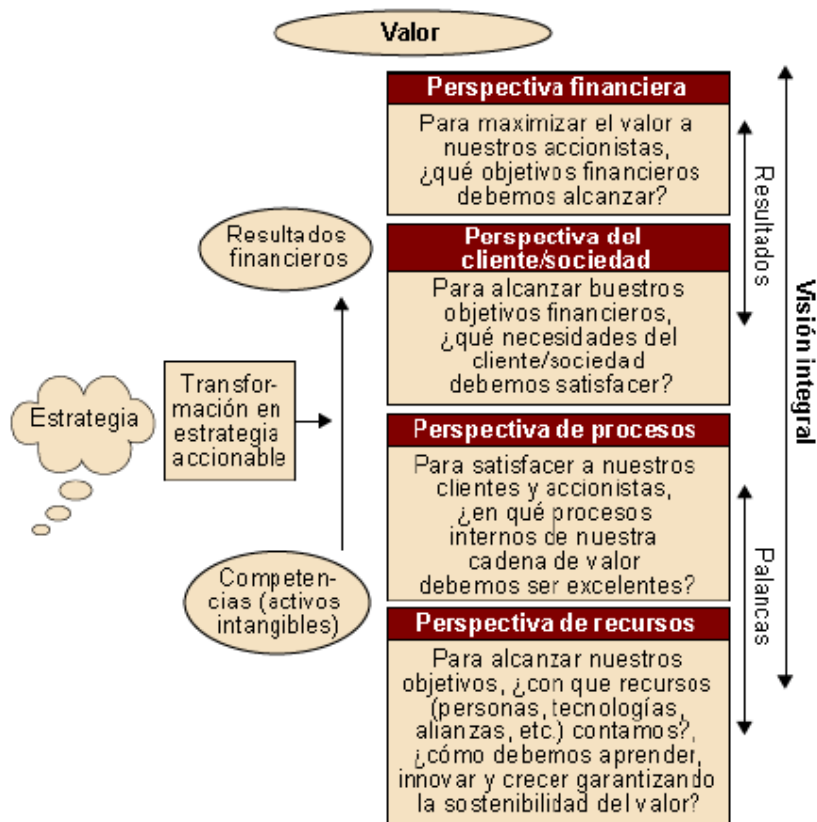 Valor
Perspectiva financiera
Para maximizar el valor a
nuestros accionistas,
¿qué objetivos financieros
debemos alcanzar?
Resultados
financieros
Perspectiva del
cliente/sociedad
Para alcanzar buestros
objetivos financieros,
¿qué necesidades del
cliente/sociedad
debemos satisfacer?
Resultados
Visión integral
Estrategia
Transfor-
mación en
estrategia
accionable
Perspectiva de procesos
Para satisfacer a nuestros
clientes y accionistas,
¿en qué procesos
internos de nuestra
cadena de valor
debemos ser excelentes?
Palancas
Competen-
cias (activos
intangibles)
Perspectiva de recursos
Para alcanzar nuestros
objetivos, ¿con que recursos
(personas, tecnologías,
alianzas, etc.) contamos?,
¿cómo debemos aprender,
innovar y crecer garantizando
la sostenibilidad del valor?